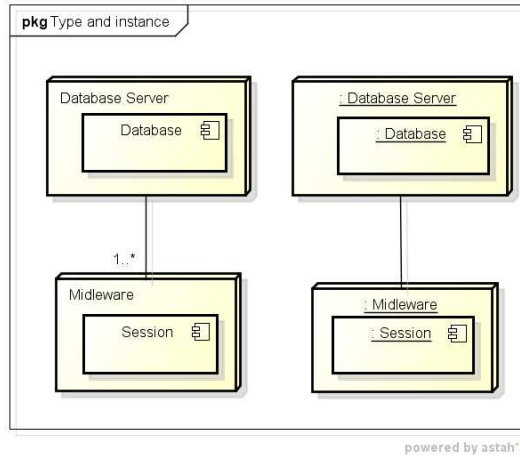 pkg Type and instance
Database Server
Database
: Database Server
: Database
1..*
Midleware
Session
: Midleware
: Session
powered by astah*